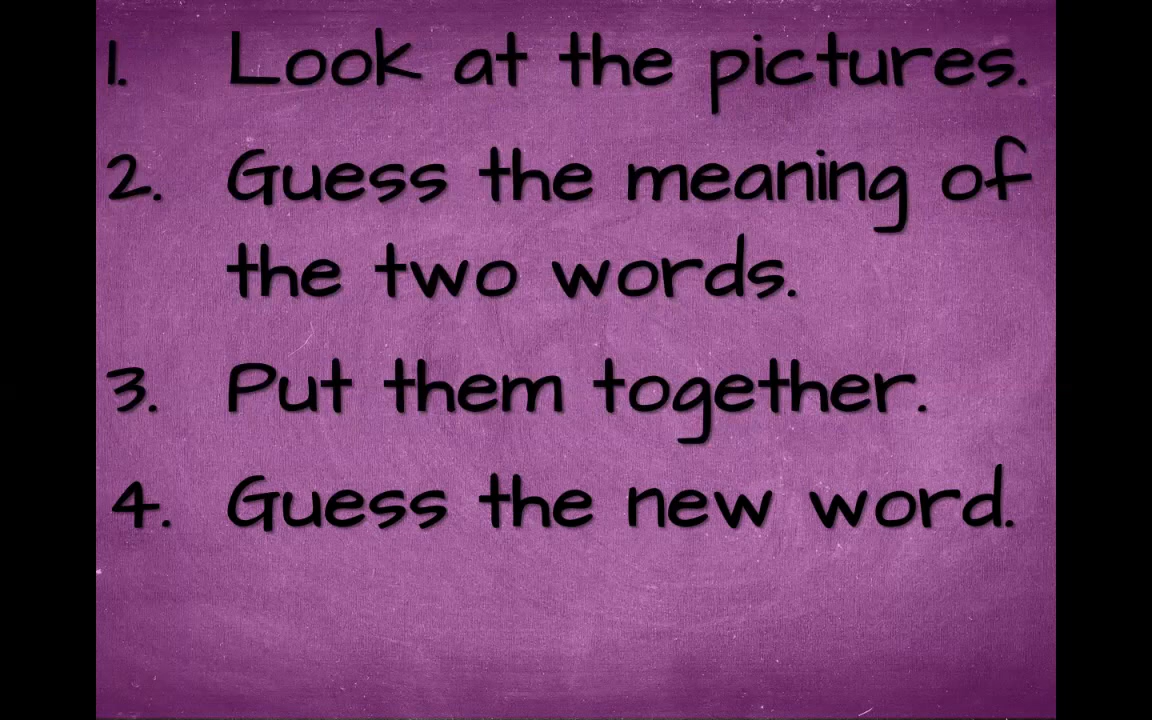 1. Look at the pictures.
2. Guess the meaning of
the two words.
3. Put them together.
4. Guess the new word.